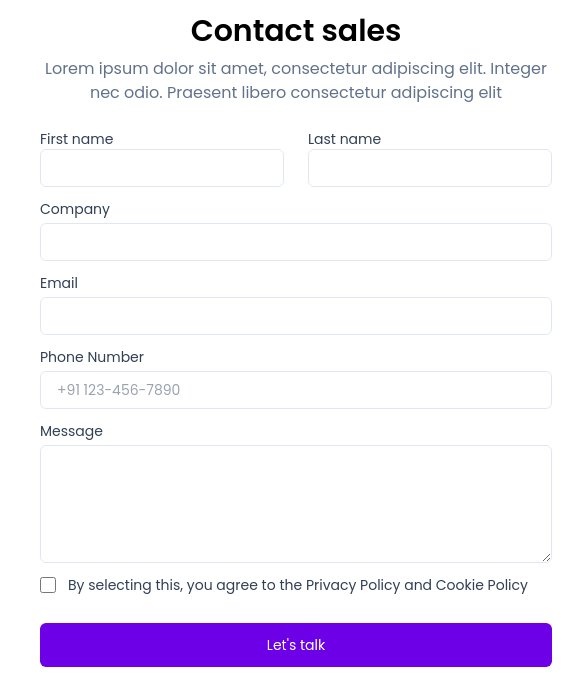 Contact sales
Lorem ipsum dolor sit amet, consectetur adipiscing elit. Integer
nec odio. Praesent libero consectetur adipiscing elit
First name
Last name
Company
Email
Phone Number
+91 123-456-7890
Message
By selecting this, you agree to the Privacy Policy and Cookie Policy
Let's talk